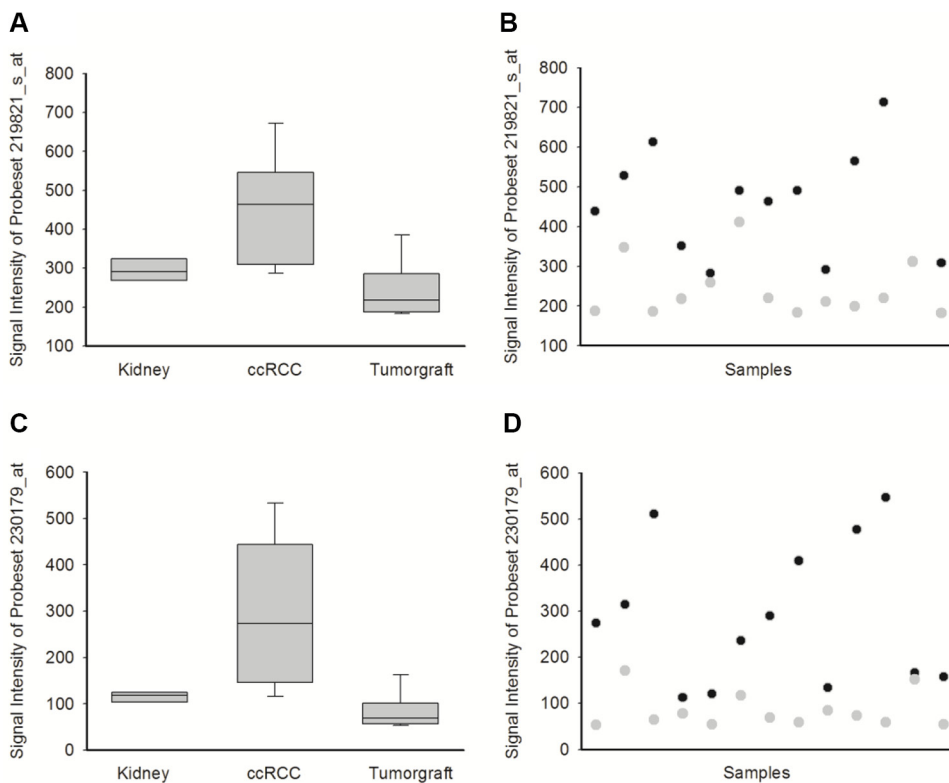 A
Signal Intensity of Probeset 219821_s_at
800
700
600
500
400
300
200
100
Kidney
ccRCC
Tumorgraft
B
Signal Intensity of Probeset 219821_s_at
800
700
600
500
400
300
200
100
Samples
C
Signal Intensity of Probeset 230179_at
600
500
400
300
200
100
0
Kidney
ccRCC
Tumorgraft
D
Signal Intensity of Probeset 230179_at
600
500
400
300
200
100
0
Samples